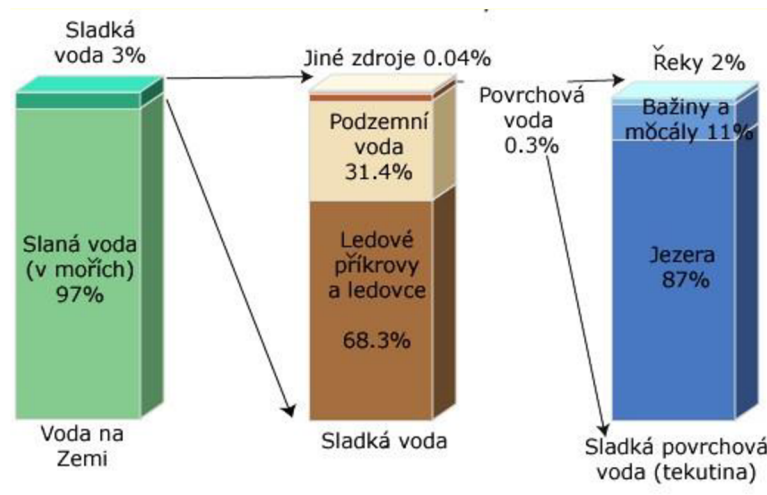 Sladká
voda 3%
Slaná voda
(v mořích)
97%
Voda na
Zemi
Jiné zdroje 0.04%
Podzemní
voda
31.4%
Ledové
příkrovy
a ledovce
68.3%
Sladká voda
Povrchová
voda
0.3%
Řeky 2%
Bažiny a
mǒcály 11%
Jezera
87%
Sladká povrchová
voda (tekutina)